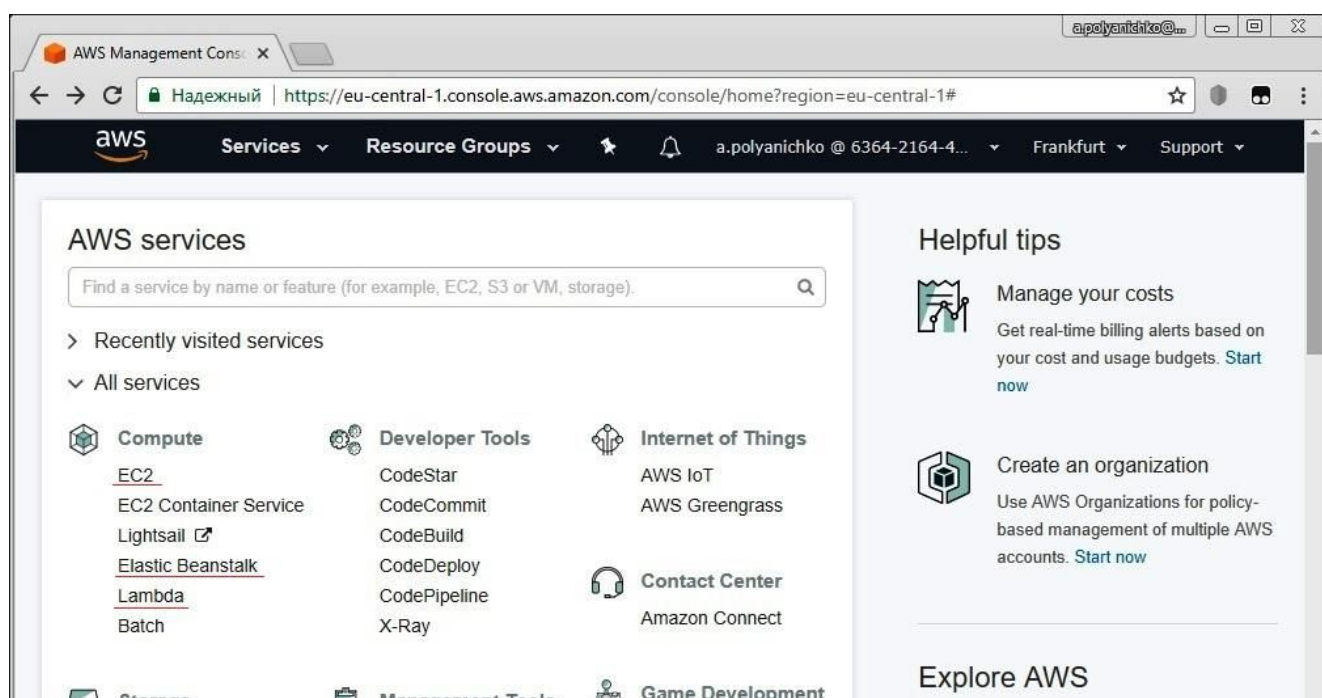 a.polyanichko@...
AWS Management Cons
Надежный https://eu-central-1.console.aws.amazon.com/console/home?region=eu-central-1#
aws Services Resource Groups a.polyanichko @ 6364-2164-4... Frankfurt Support
AWS services
Find a service by name or feature (for example, EC2, S3 or VM, storage).
Recently visited services
All services
Compute
EC2
EC2 Container Service
Lightsail
Elastic Beanstalk
Lambda
Batch
Developer Tools
CodeStar
CodeCommit
CodeBuild
CodeDeploy
CodePipeline
X-Ray
Internet of Things
AWS IoT
AWS Greengrass
Contact Center
Amazon Connect
Storage
Management Tools
Game Development
Helpful tips
Manage your costs
Get real-time billing alerts based on
your cost and usage budgets. Start
now
Create an organization
Use AWS Organizations for policy-
based management of multiple AWS
accounts. Start now
Explore AWS